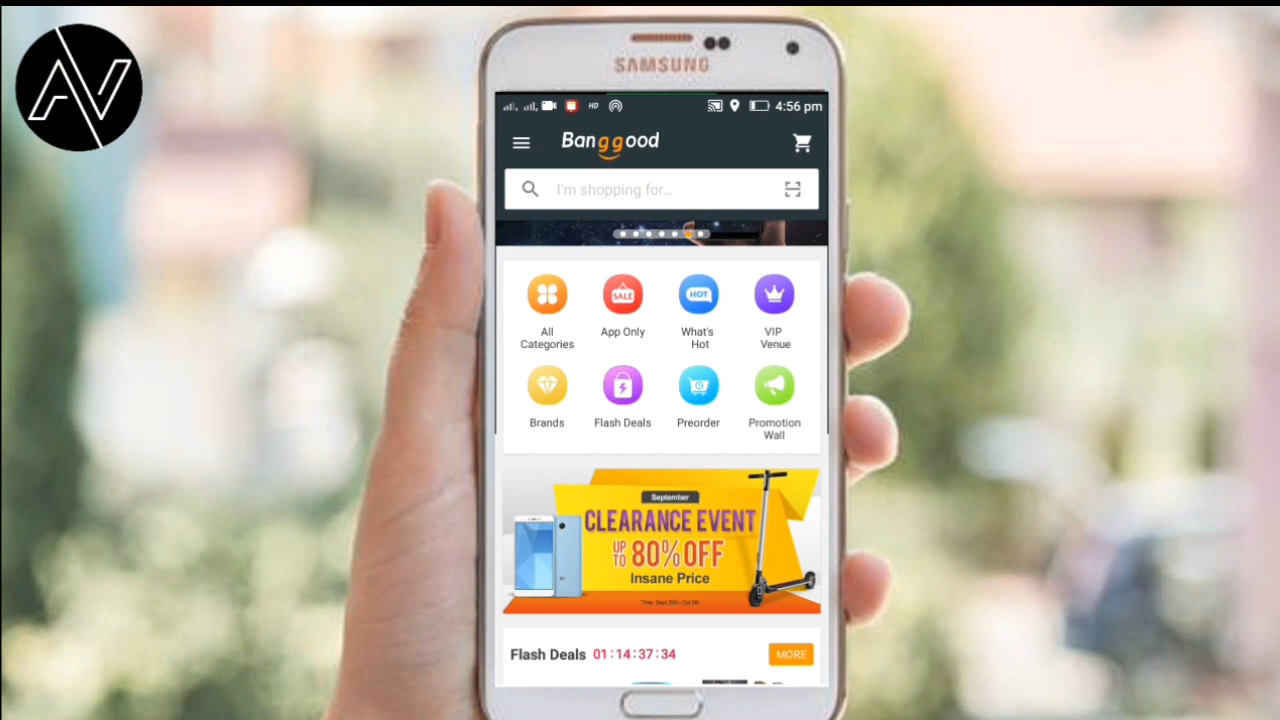 AV
SAMSUNG
HD 4:56 pm
Banggood
I'm shopping for...
SALE
HOT
All Categories
App Only
What's Hot
VIP Venue
Brands
Flash Deals
Preorder
Promotion Wall
September
CLEARANCE EVENT
UP TO 80% OFF
Insane Price
Flash Deals 01:14:37:34 MORE